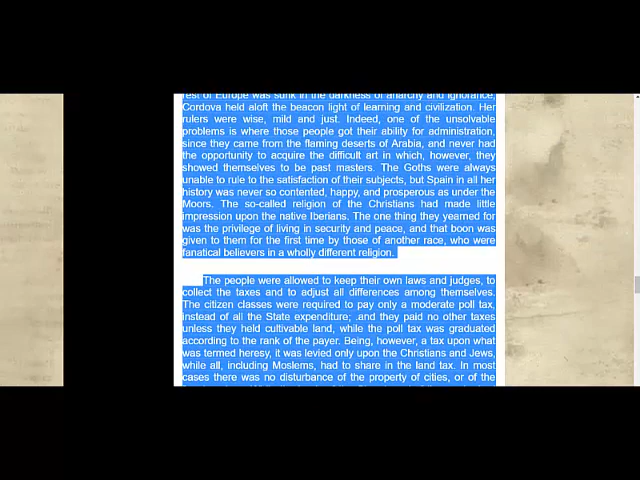 rest of Europe was sunk in the darkness of anarchy and ignorance,
Cordova held aloft the beacon light of learning and civilization. Her
rulers were wise, mild and just. Indeed, one of the unsolvable
problems is where those people got their ability for administration,
since they came from the flaming deserts of Arabia, and never had
the opportunity to acquire the difficult art in which, however, they
showed themselves to be past masters. The Goths were always
unable to rule to the satisfaction of their subjects, but Spain in all her
history was never so contented, happy, and prosperous as under the
Moors. The so-called religion of the Christians had made little
impression upon the native Iberians. The one thing they yearned for
was the privilege of living in security and peace, and that boon was
given to them for the first time by those of another race, who were
fanatical believers in a wholly different religion.
The people were allowed to keep their own laws and judges, to
collect the taxes and to adjust all differences among themselves.
The citizen classes were required to pay only a moderate poll tax,
instead of all the State expenditure; .and they paid no other taxes
unless they held cultivable land, while the poll tax was graduated
according to the rank of the payer. Being, however, a tax upon what
was termed heresy, it was levied only upon the Christians and Jews,
while all, including Moslems, had to share in the land tax. In most
cases there was no disturbance of the property of cities, or of the